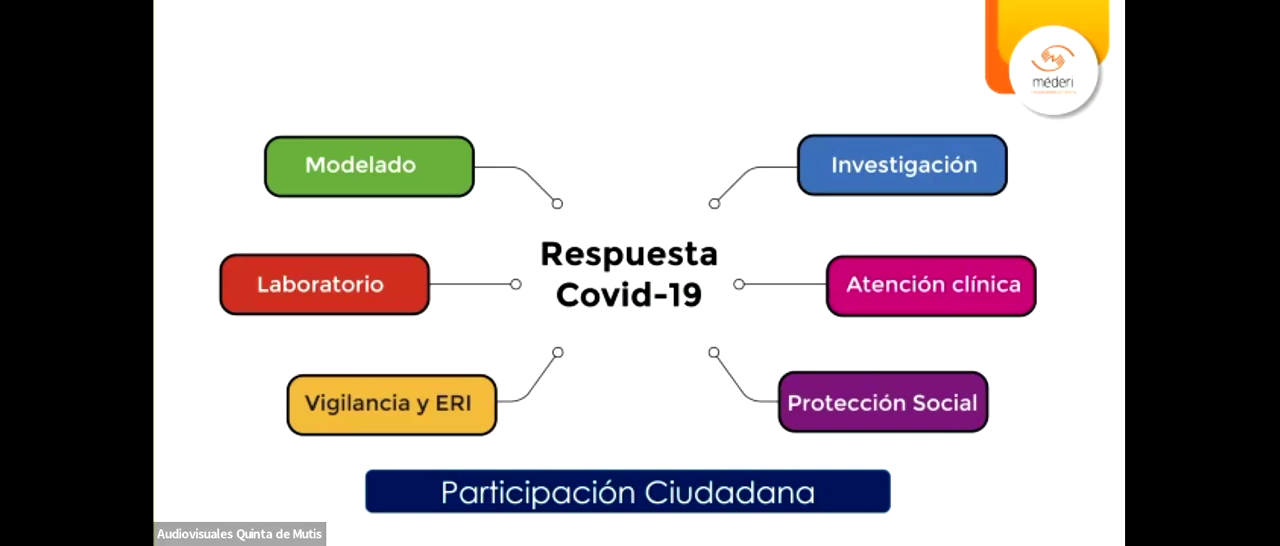 méderi
Modelado
Investigación
Respuesta
Covid-19
Laboratorio
Atención clínica
Vigilancia y ERI
Protección Social
Participación Ciudadana
Audiovisuales Quinta de Mutis